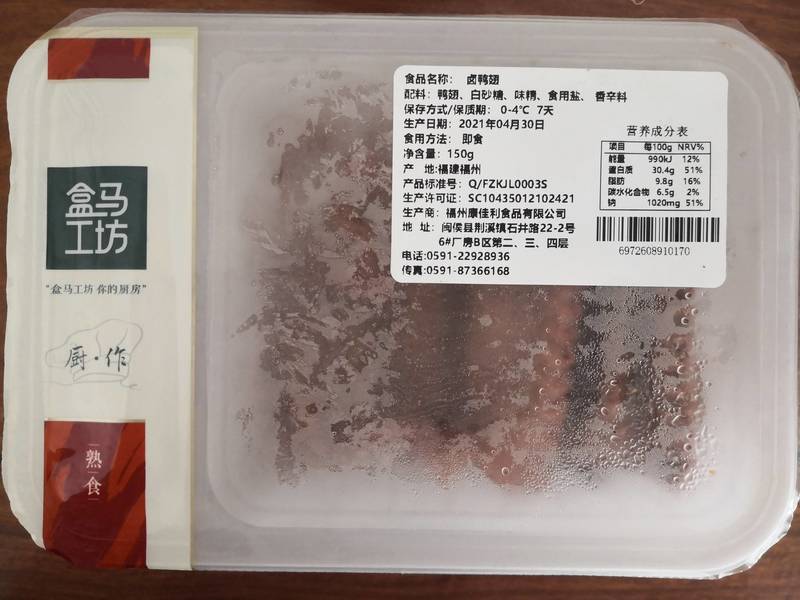 盒马
工坊
“盒马工坊 你的厨房”
厨·作
熟食
食品名称： 卤鸭翅
配料：鸭翅、白砂糖、味精、食用盐、香辛料
保存方式/保质期： 0-4℃ 7天
生产日期：2021年04月30日
食用方法： 即食
净含量：150g
产 地:福建福州
产品标准号：Q/FZKJL0003S
生产许可证：SC10435012102421
生产商：福州康佳利食品有限公司
地 址： 闽侯县荆溪镇石井路22-2号
6#厂房B区第二、三、四层
电话:0591-22928936
传真:0591-87366168
营养成分表
项目 每100g NRV%
能量 990kJ 12%
蛋白质 30.4g 51%
脂肪 9.8g 16%
碳水化合物 6.5g 2%
钠 1020mg 51%
6972608910170